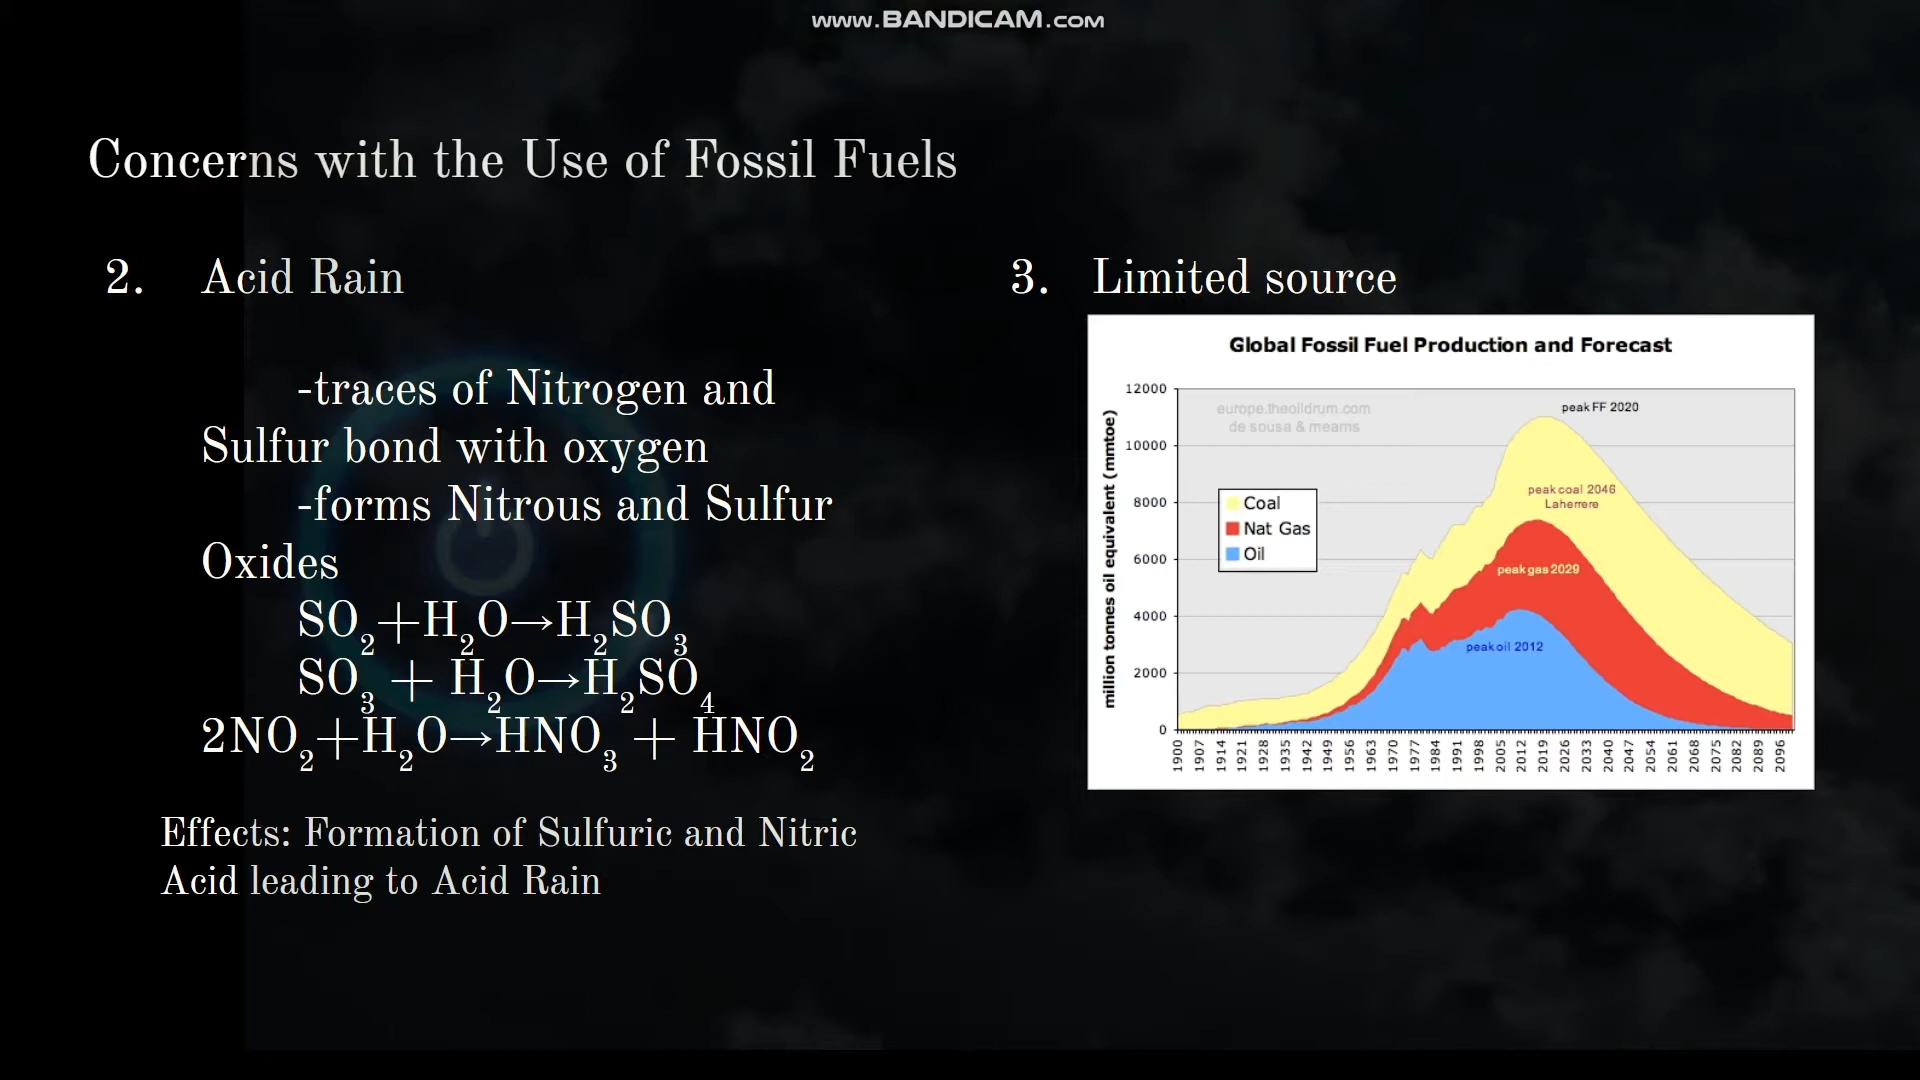 www.BANDICAM.com
Concerns with the Use of Fossil Fuels
2. Acid Rain
-traces of Nitrogen and
Sulfur bond with oxygen
-forms Nitrous and Sulfur
Oxides
SO₂+H₂O→H₂SO₃
SO₃ + H₂O→H₂SO₄
2NO₂+H₂O→HNO₃ + HNO₂
Effects: Formation of Sulfuric and Nitric
Acid leading to Acid Rain
3. Limited source
Global Fossil Fuel Production and Forecast
million tonnes oil equivalent (mmtoe)
12000
10000
8000
6000
4000
2000
0
europe.theoildrum.com
de sousa & mearns
peak FF 2020
Coal
Nat Gas
Oil
peak coal 2046
Laherrere
peak gas 2029
peak oil 2012
1900 1907 1914 1921 1928 1935 1942 1949 1956 1963 1970 1977 1984 1991 1998 2005 2012 2019 2026 2033 2040 2047 2054 2061 2068 2075 2082 2089 2096